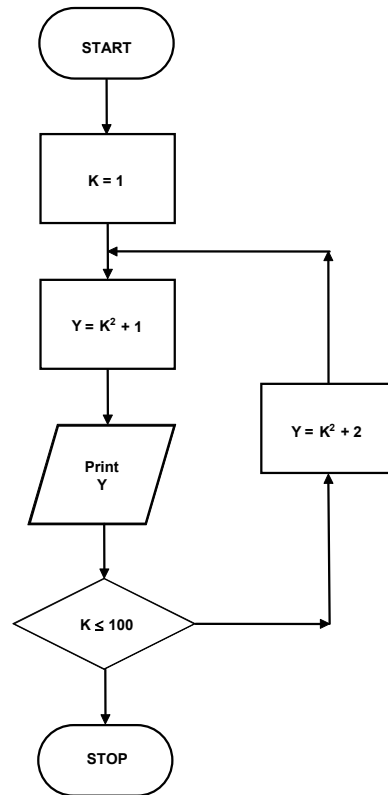 START
K = 1
Y = K² + 1
Print
Y
Y = K² + 2
K ≤ 100
STOP